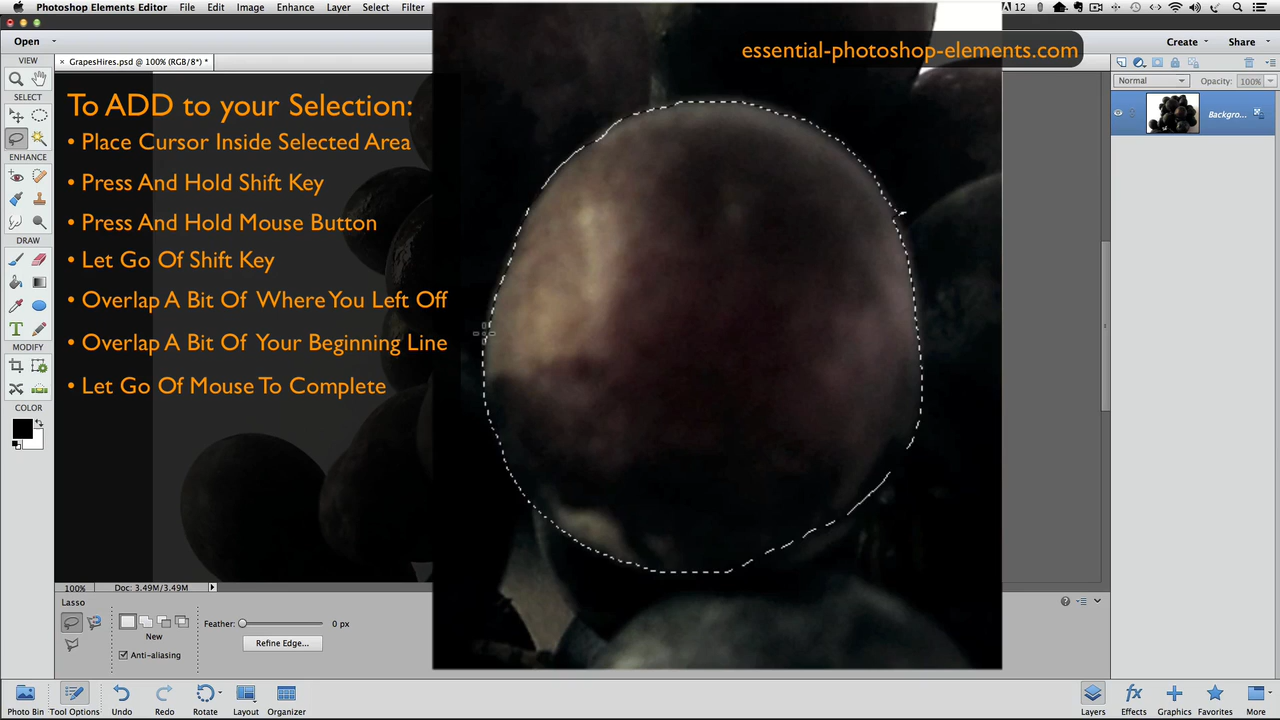 Photoshop Elements Editor File Edit Image Enhance Layer Select Filter
12
essential-photoshop-elements.com
Open
Create
Share
VIEW
GrapesHires.psd @ 100% (RGB/8*) *
Normal
Opacity: 100%
SELECT
To ADD to your Selection:
• Place Cursor Inside Selected Area
• Press And Hold Shift Key
• Press And Hold Mouse Button
• Let Go Of Shift Key
• Overlap A Bit Of Where You Left Off
• Overlap A Bit Of Your Beginning Line
• Let Go Of Mouse To Complete
Backgro...
ENHANCE
DRAW
MODIFY
COLOR
100%
Doc: 3.49M/3.49M
Lasso
New
Anti-aliasing
Feather:
0 px
Refine Edge...
Photo Bin
Tool Options
Undo
Redo
Rotate
Layout
Organizer
Layers
Effects
Graphics
Favorites
More